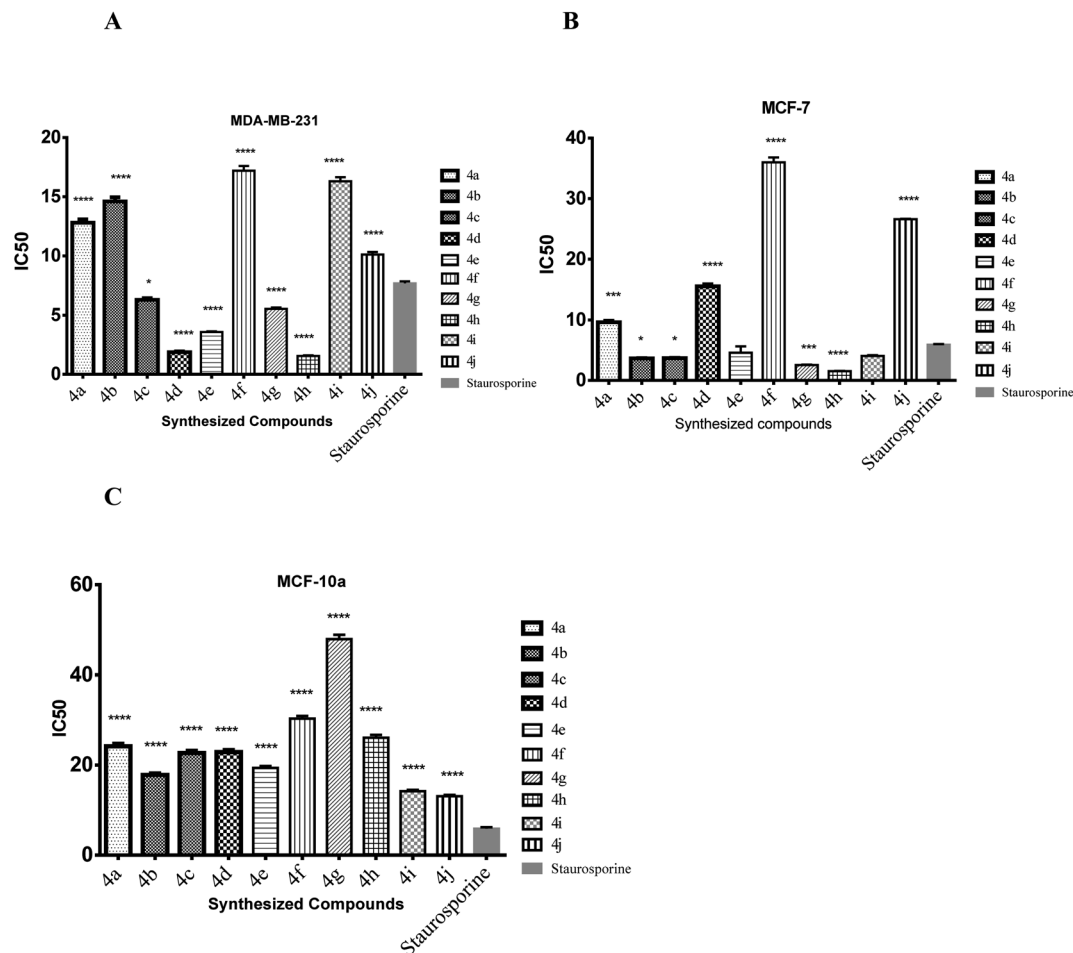 A
MDA-MB-231
20
15
10
5
0
IC50
**** **** * **** **** **** **** **** **** ****
4a 4b 4c 4d 4e 4f 4g 4h 4i 4j Staurosporine
Synthesized Compounds
4a
4b
4c
4d
4e
4f
4g
4h
4i
4j
Staurosporine
B
MCF-7
40
30
20
10
0
IC50
*** * * **** **** *** **** ****
4a 4b 4c 4d 4e 4f 4g 4h 4i 4j Staurosporine
Synthesized compounds
4a
4b
4c
4d
4e
4f
4g
4h
4i
4j
Staurosporine
C
MCF-10a
60
40
20
0
IC50
**** **** **** **** **** **** **** **** **** ****
4a 4b 4c 4d 4e 4f 4g 4h 4i 4j Staurosporine
Synthesized Compounds
4a
4b
4c
4d
4e
4f
4g
4h
4i
4j
Staurosporine